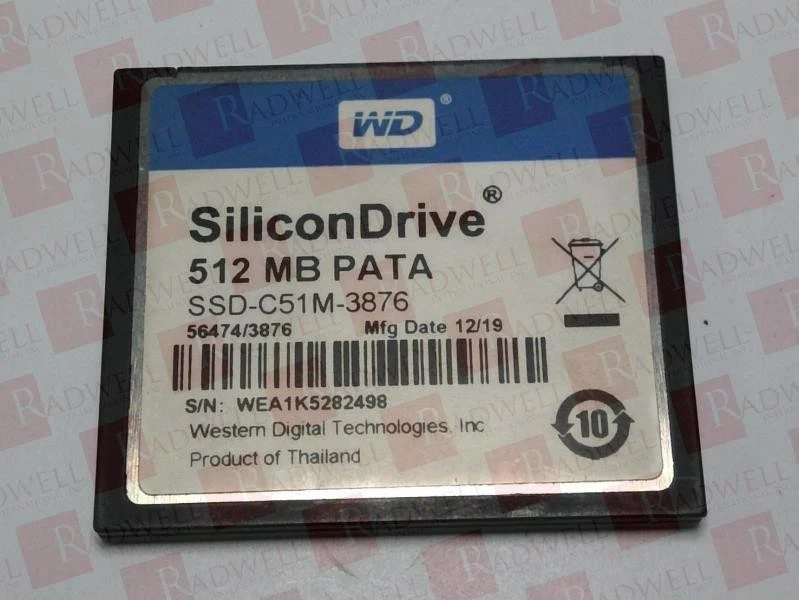 WD®
SiliconDrive®
512 MB PATA
SSD-C51M-3876
56474/3876 Mfg Date 12/19
S/N: WEA1K5282498
10
Western Digital Technologies, Inc
Product of Thailand
RADWELL